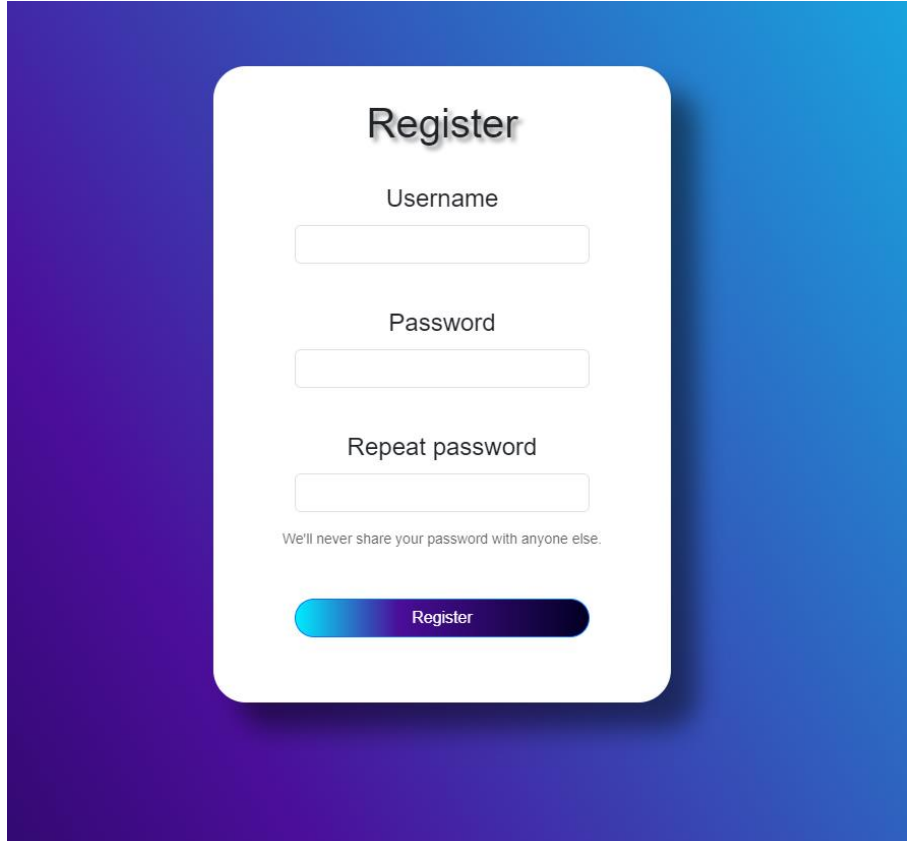 Register
Username
Password
Repeat password
We'll never share your password with anyone else.
Register